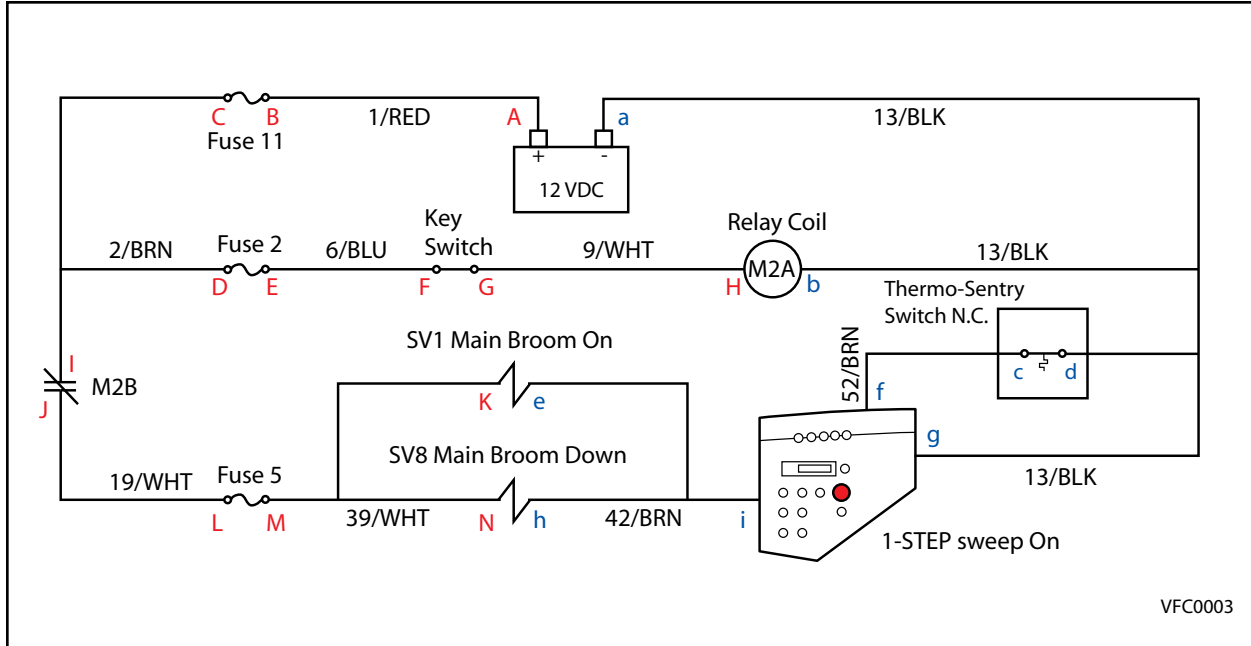 C B 1/RED A a 13/BLK
Fuse 11
+ -
12 VDC
Key
Switch
Relay Coil
2/BRN Fuse 2 6/BLU 9/WHT M2A 13/BLK
D E F G H b
Thermo-Sentry
Switch N.C.
SV1 Main Broom On
I
M2B
J
K e
52/BRN
c d
f
g
SV8 Main Broom Down
19/WHT Fuse 5 13/BLK
L M 39/WHT N h 42/BRN i
1-STEP sweep On
VFC0003